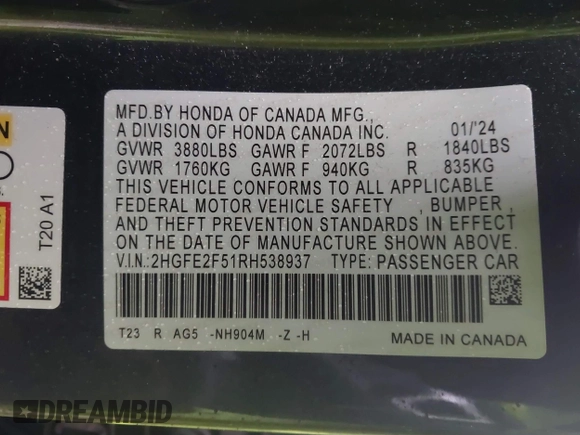 MFD.BY HONDA OF CANADA MFG.,
A DIVISION OF HONDA CANADA INC. 01/'24
GVWR 3880LBS GAWR F 2072LBS R 1840LBS
GVWR 1760KG GAWR F 940KG R 835KG
THIS VEHICLE CONFORMS TO ALL APPLICABLE
FEDERAL MOTOR VEHICLE SAFETY , BUMPER ,
AND THEFT PREVENTION STANDARDS IN EFFECT
ON THE DATE OF MANUFACTURE SHOWN ABOVE.
V.I.N:2HGFE2F51RH538937 TYPE: PASSENGER CAR
T23 R AG5 -NH904M -Z -H
MADE IN CANADA
T20 A1
DREAMBID